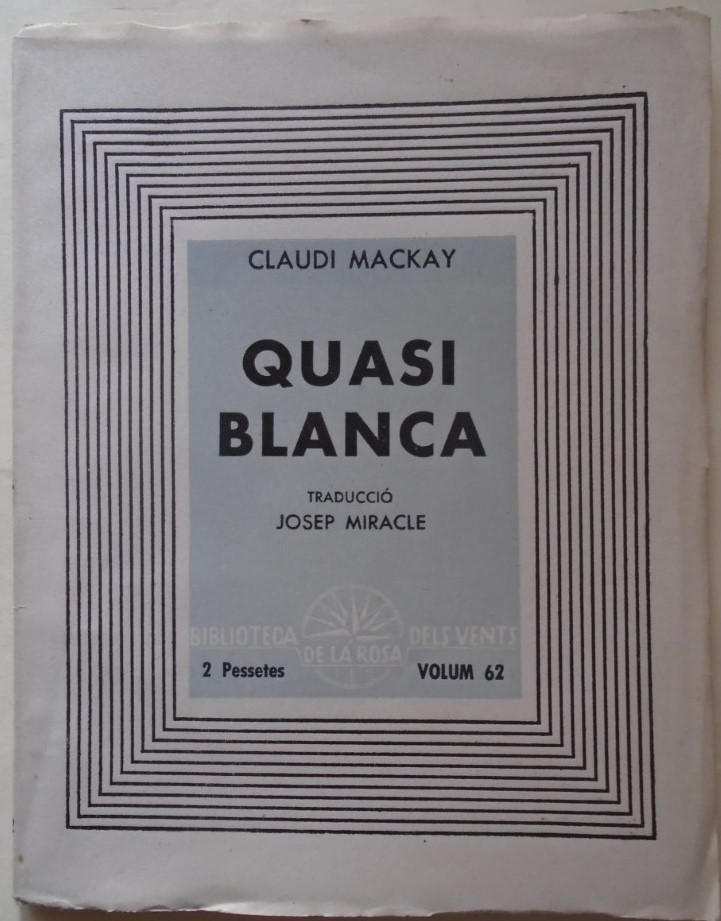 CLAUDI MACKAY
QUASI
BLANCA
TRADUCCIÓ
JOSEP MIRACLE
BIBLIOTECA DELS VENTS
DE LA ROSA
2 Pessetes VOLUM 62